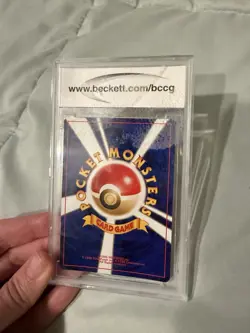 www.beckett.com/bccg
POCKET MONSTERS
CARD GAME